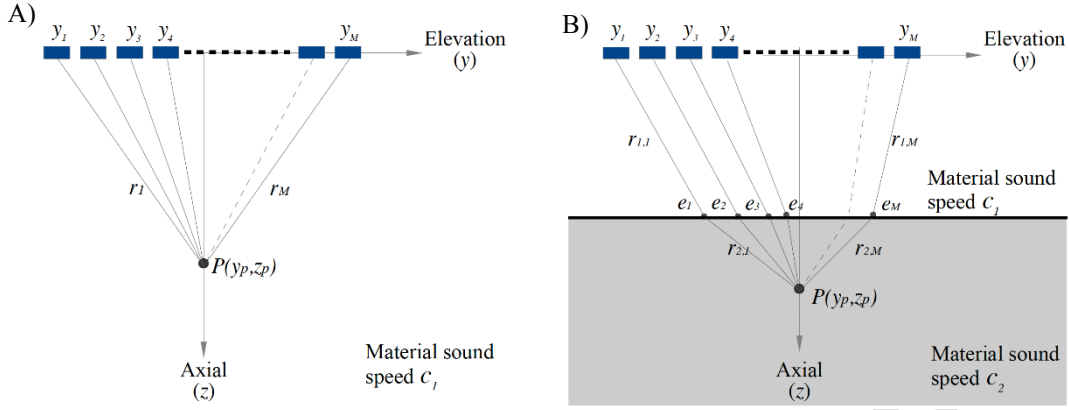 A)
y1 y2 y3 y4 yM
Elevation
(y)
r1 rM
P(yp,zp)
Axial
(z)
Material sound
speed c1
B)
y1 y2 y3 y4 yM
Elevation
(y)
r1,1 r1,M
Material sound
speed c1
e1 e2 e3 e4 eM
r2,1 r2,M
P(yp,zp)
Axial
(z)
Material sound
speed c2